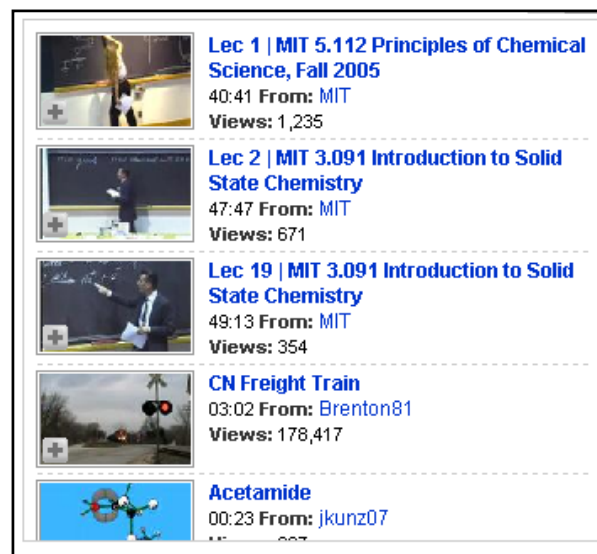 Lec 1 | MIT 5.112 Principles of Chemical
Science, Fall 2005
40:41 From: MIT
Views: 1,235
Lec 2 | MIT 3.091 Introduction to Solid
State Chemistry
47:47 From: MIT
Views: 671
Lec 19 | MIT 3.091 Introduction to Solid
State Chemistry
49:13 From: MIT
Views: 354
CN Freight Train
03:02 From: Brenton81
Views: 178,417
Acetamide
00:23 From: jkunz07